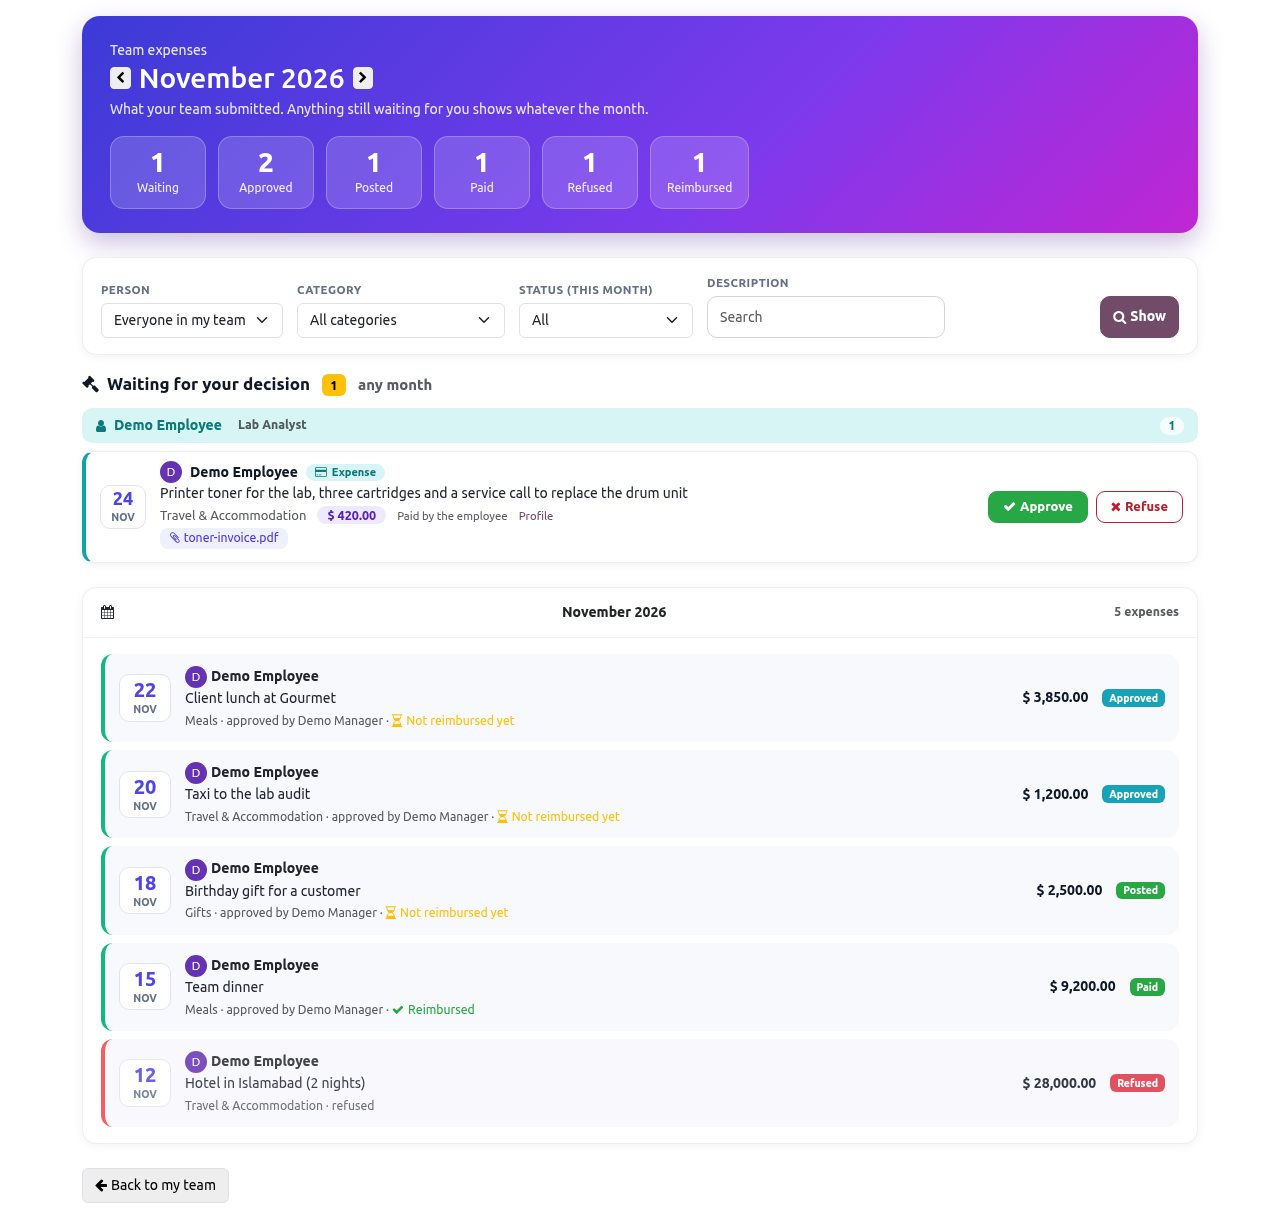 Team expenses
November 2026
What your team submitted. Anything still waiting for you shows whatever the month.
1 2 1 1 1 1
Waiting Approved Posted Paid Refused Reimbursed
PERSON CATEGORY STATUS (THIS MONTH) DESCRIPTION
Everyone in my team All categories All Search Show
Waiting for your decision 1 any month
Demo Employee Lab Analyst 1
24 NOV
D Demo Employee Expense
Printer toner for the lab, three cartridges and a service call to replace the drum unit
Travel & Accommodation $ 420.00 Paid by the employee Profile
toner-invoice.pdf
Approve Refuse
November 2026 5 expenses
22 NOV
D Demo Employee
Client lunch at Gourmet
Meals · approved by Demo Manager · Not reimbursed yet
$ 3,850.00 Approved
20 NOV
D Demo Employee
Taxi to the lab audit
Travel & Accommodation · approved by Demo Manager · Not reimbursed yet
$ 1,200.00 Approved
18 NOV
D Demo Employee
Birthday gift for a customer
Gifts · approved by Demo Manager · Not reimbursed yet
$ 2,500.00 Posted
15 NOV
D Demo Employee
Team dinner
Meals · approved by Demo Manager · Reimbursed
$ 9,200.00 Paid
12 NOV
D Demo Employee
Hotel in Islamabad (2 nights)
Travel & Accommodation · refused
$ 28,000.00 Refused
Back to my team